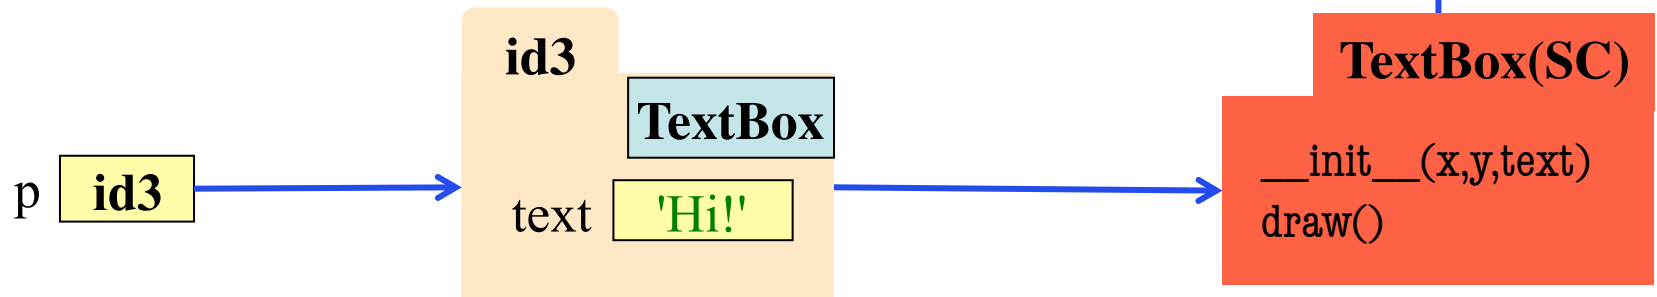 p
id3
id3
TextBox
text
'Hi!'
TextBox(SC)
__init__(x,y,text)
draw()